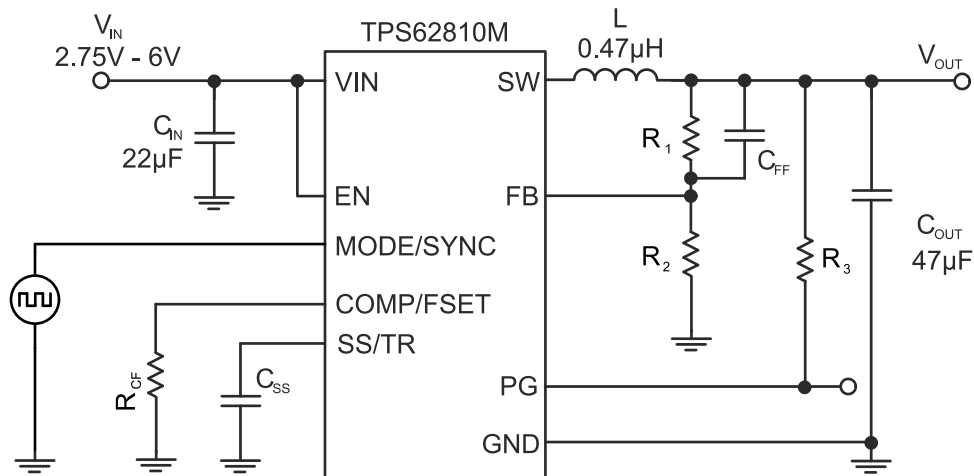 TPS62810M
L
0.47µH
V_IN
2.75V - 6V
V_OUT
VIN
SW
C_IN
22µF
R_1
C_FF
EN
FB
MODE/SYNC
R_2
R_3
C_OUT
47µF
COMP/FSET
SS/TR
R_CF
C_SS
PG
GND